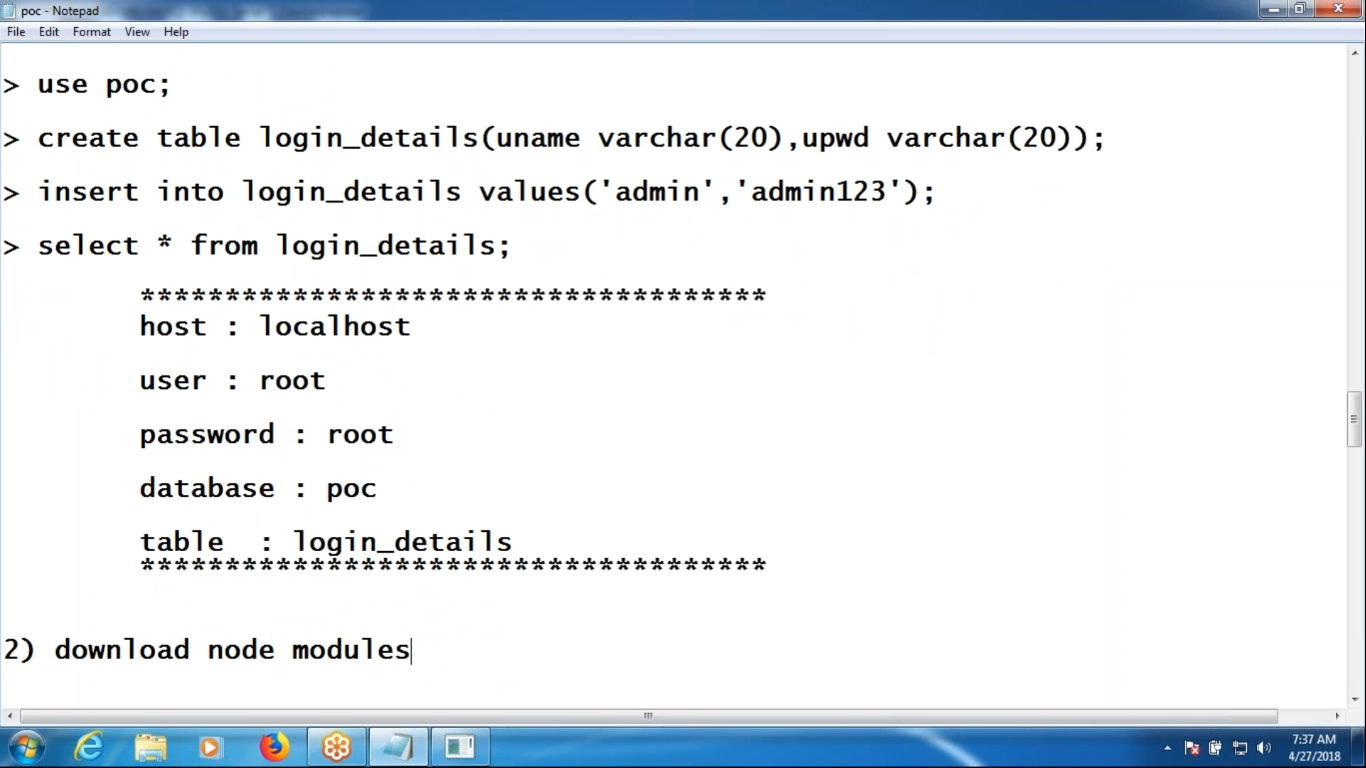 poc - Notepad
File Edit Format View Help
> use poc;
> create table login_details(uname varchar(20),upwd varchar(20));
> insert into login_details values('admin','admin123');
> select * from login_details;
*************************************
host : localhost
user : root
password : root
database : poc
table  : login_details
*************************************
2) download node modules
7:37 AM
4/27/2018